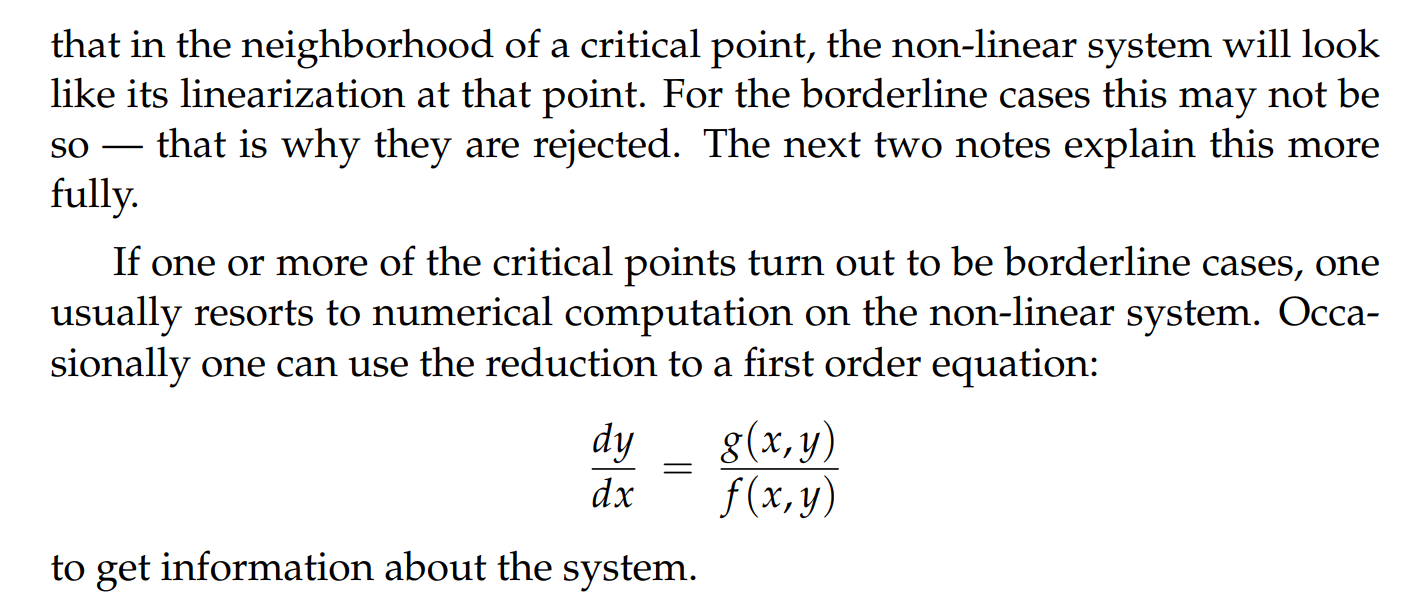 that in the neighborhood of a critical point, the non-linear system will look
like its linearization at that point. For the borderline cases this may not be
so — that is why they are rejected. The next two notes explain this more
fully.
If one or more of the critical points turn out to be borderline cases, one
usually resorts to numerical computation on the non-linear system. Occa-
sionally one can use the reduction to a first order equation:
dy/dx = g(x,y)/f(x,y)
to get information about the system.